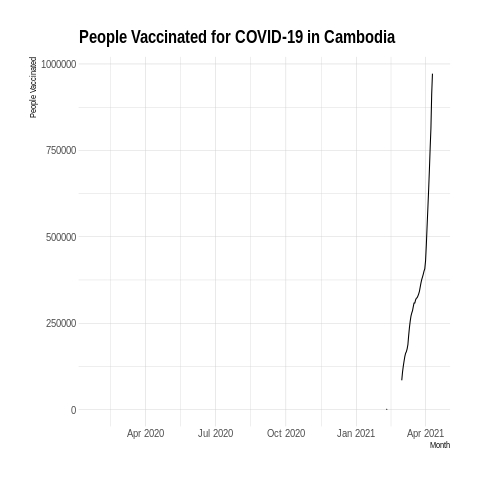 People Vaccinated for COVID-19 in Cambodia
People Vaccinated
1000000
750000
500000
250000
0
Apr 2020 Jul 2020 Oct 2020 Jan 2021 Apr 2021
Month